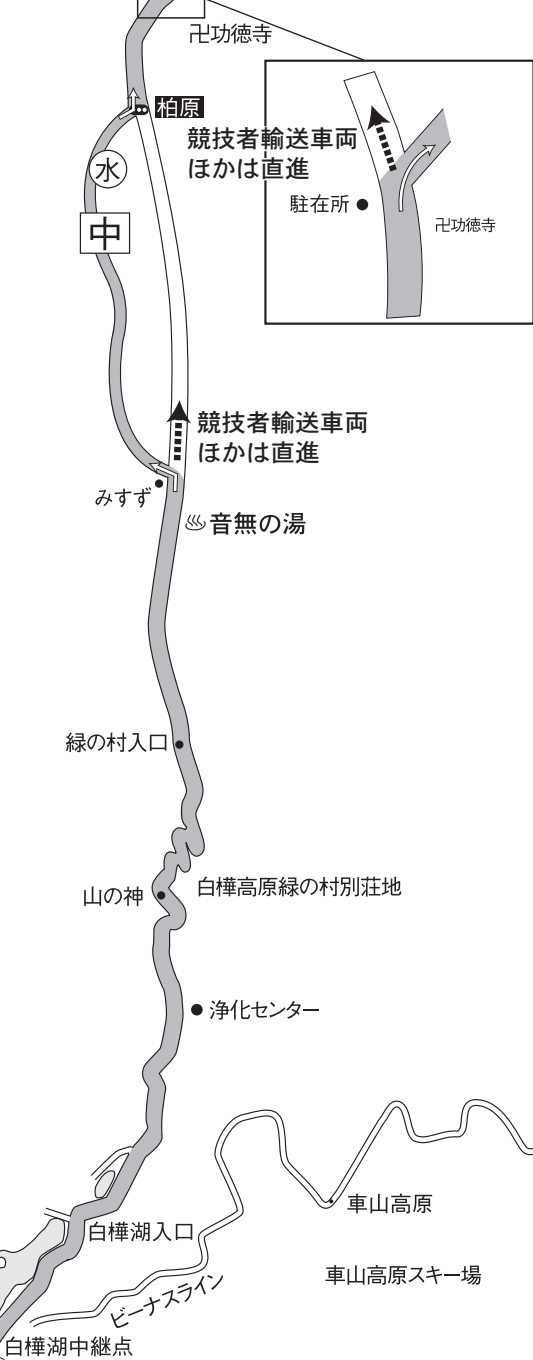 卍功徳寺
柏原
競技者輸送車両
ほかは直進
駐在所
卍功徳寺
水
中
競技者輸送車両
ほかは直進
みすず
♨音無の湯
緑の村入口
山の神
白樺高原緑の村別荘地
浄化センター
車山高原
白樺湖入口
車山高原スキー場
ビーナスライン
白樺湖中継点